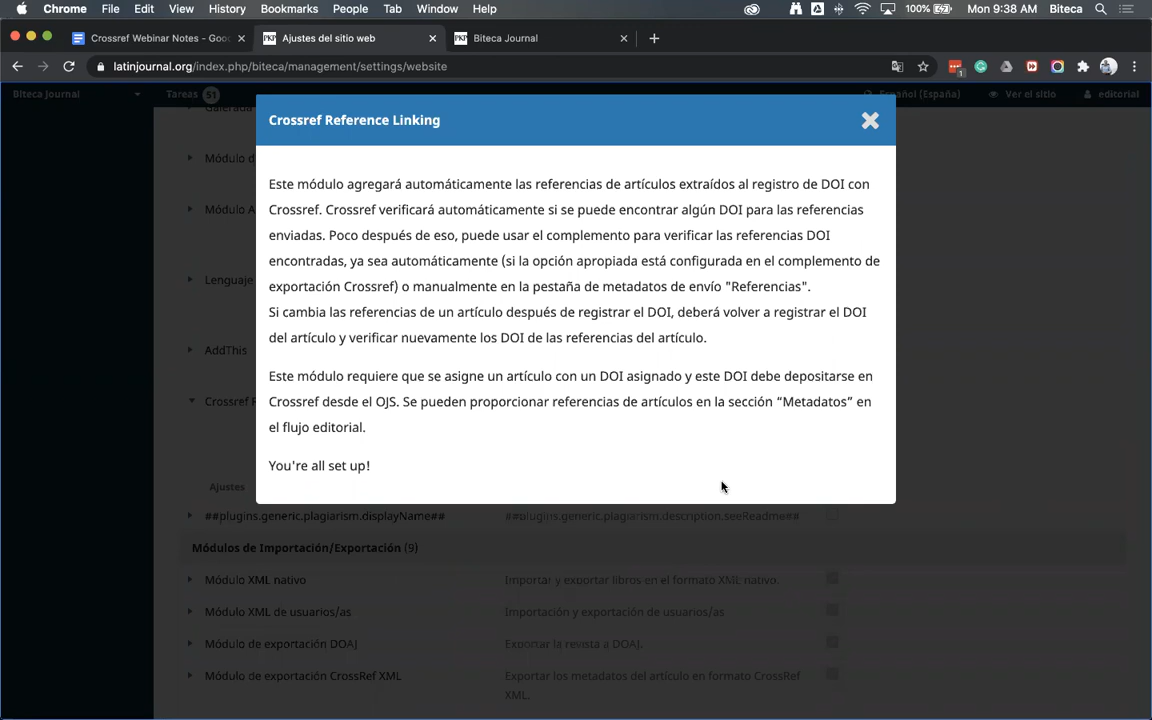 Chrome File Edit View History Bookmarks People Tab Window Help 100% Mon 9:38 AM Biteca
Crossref Webinar Notes - Goo Ajustes del sitio web Biteca Journal
latinjournal.org/index.php/biteca/management/settings/website
Biteca Journal Tareas 51 Español (España) Ver el sitio editorial
Galerada
Crossref Reference Linking
Módulo d
Este módulo agregará automáticamente las referencias de artículos extraídos al registro de DOI con
Módulo A
Crossref. Crossref verificará automáticamente si se puede encontrar algún DOI para las referencias
enviadas. Poco después de eso, puede usar el complemento para verificar las referencias DOI
encontradas, ya sea automáticamente (si la opción apropiada está configurada en el complemento de
Lenguaje
exportación Crossref) o manualmente en la pestaña de metadatos de envío "Referencias".
Si cambia las referencias de un artículo después de registrar el DOI, deberá volver a registrar el DOI
del artículo y verificar nuevamente los DOI de las referencias del artículo.
AddThis
Este módulo requiere que se asigne un artículo con un DOI asignado y este DOI debe depositarse en
Crossref desde el OJS. Se pueden proporcionar referencias de artículos en la sección “Metadatos” en
Crossref R
el flujo editorial.
You're all set up!
Ajustes
##plugins.generic.plagiarism.displayName## ##plugins.generic.plagiarism.description.seeReadme##
Módulos de Importación/Exportación (9)
Módulo XML nativo Importar y exportar libros en el formato XML nativo.
Módulo XML de usuarios/as Importación y exportación de usuarios/as
Módulo de exportación DOAJ Exportar la revista a DOAJ.
Módulo de exportación CrossRef XML Exportar los metadatos del artículo en formato CrossRef
XML.